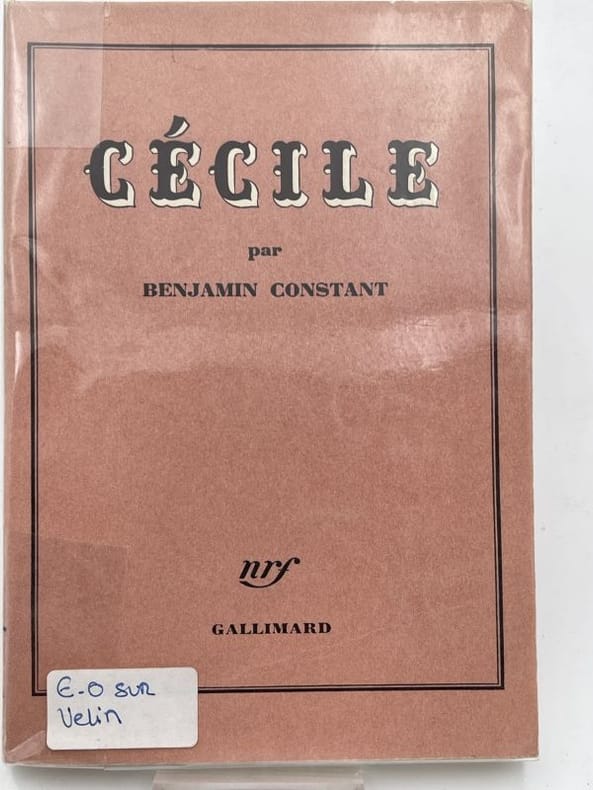 CÉCILE
par
BENJAMIN CONSTANT
nrf
GALLIMARD
E-O SUR
Velin